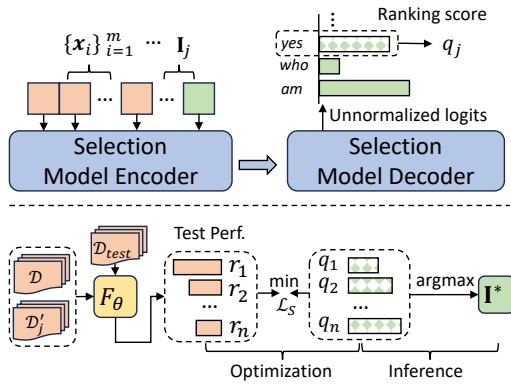 Ranking score
{x_i}_{i=1}^m ... I_j
yes q_j
who
am
...
Unnormalized logits
Selection Model Encoder
Selection Model Decoder
Test Perf.
D_test
D
D'_j
F_θ
r_1
r_2
...
r_n
min
L_S
q_1
q_2
...
q_n
argmax
I*
Optimization
Inference